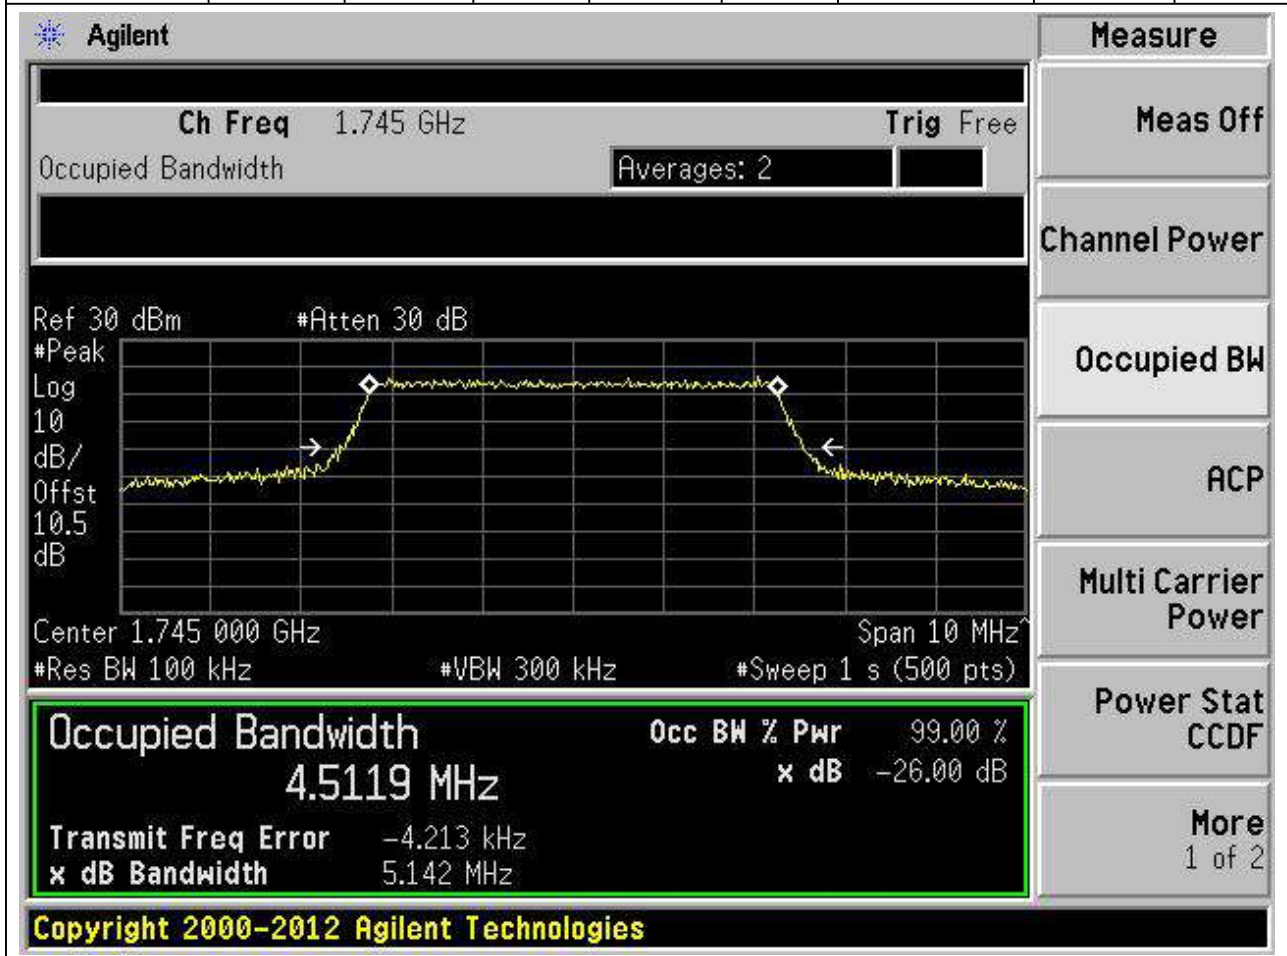 Agilent
Measure
Ch Freq 1.745 GHz Trig Free
Meas Off
Occupied Bandwidth Averages: 2
Channel Power
Ref 30 dBm #Atten 30 dB
#Peak
Log
10
dB/
Offst
10.5
dB
Occupied BW
ACP
Center 1.745 000 GHz Span 10 MHz^
#Res BW 100 kHz #VBW 300 kHz #Sweep 1 s (500 pts)
Multi Carrier
Power
Occupied Bandwidth Occ BW % Pwr 99.00 %
4.5119 MHz x dB -26.00 dB
Power Stat
CCDF
Transmit Freq Error -4.213 kHz
x dB Bandwidth 5.142 MHz
More
1 of 2
Copyright 2000-2012 Agilent Technologies